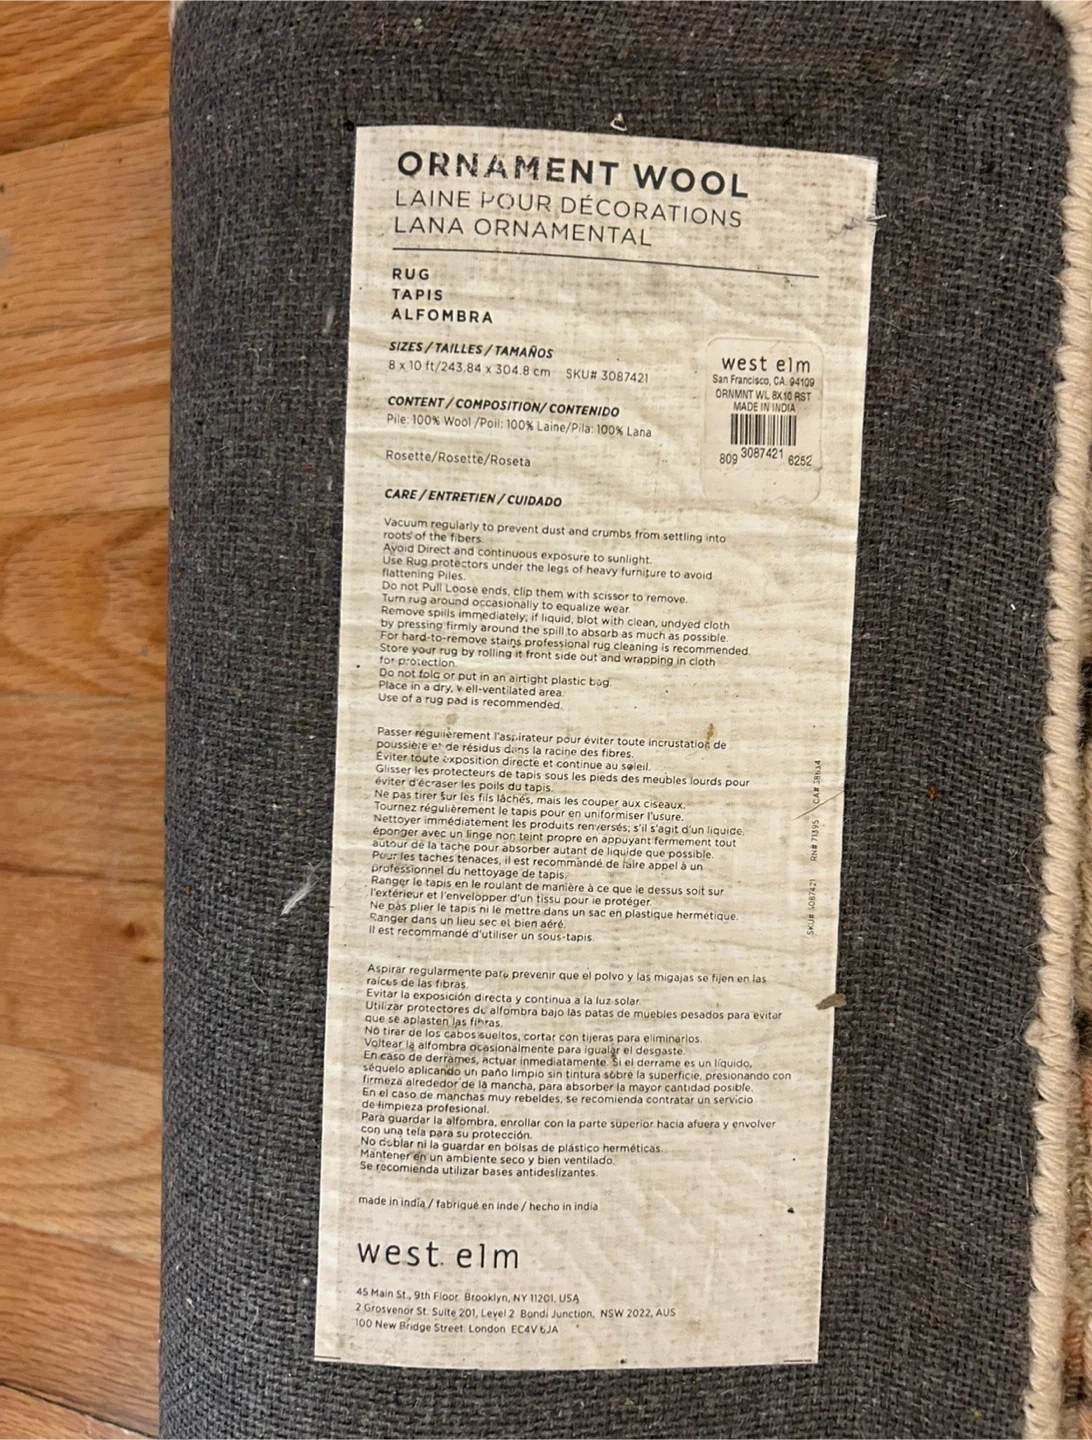 ORNAMENT WOOL
LAINE POUR DÉCORATIONS
LANA ORNAMENTAL
RUG
TAPIS
ALFOMBRA
SIZES / TAILLES / TAMAÑOS
8 x 10 ft/243.84 x 304.8 cm SKU# 3087421
CONTENT / COMPOSITION/ CONTENIDO
Pile: 100% Wool /Poil: 100% Laine/Pila: 100% Lana
Rosette/Rosette/Roseta
west elm
San Francisco, CA. 94109
ORNMNT WL 8X10 RST
MADE IN INDIA
809 3087421 6252
CARE / ENTRETIEN / CUIDADO
Vacuum regularly to prevent dust and crumbs from settling into
roots of the fibers.
Avoid Direct and continuous exposure to sunlight.
Use Rug protectors under the legs of heavy furniture to avoid
flattening Piles.
Do not Pull Loose ends, clip them with scissor to remove.
Turn rug around occasionally to equalize wear.
Remove spills immediately; if liquid, blot with clean, undyed cloth
by pressing firmly around the spill to absorb as much as possible.
For hard-to-remove stains professional rug cleaning is recommended.
Store your rug by rolling it front side out and wrapping in cloth
for protection.
Do not fold or put in an airtight plastic bag.
Place in a dry, well-ventilated area.
Use of a rug pad is recommended.
Passer régulièrement l'aspirateur pour éviter toute incrustation de
poussière et de résidus dans la racine des fibres.
Éviter toute exposition directe et continue au soleil.
Glisser les protecteurs de tapis sous les pieds des meubles lourds pour
éviter d'écraser les poils du tapis.
Ne pas tirer sur les fils lâchés, mais les couper aux ciseaux.
Tournez régulièrement le tapis pour en uniformiser l'usure.
Nettoyer immédiatement les produits renversés; s'il s'agit d'un liquide,
éponger avec un linge non teint propre en appuyant fermement tout
autour de la tache pour absorber autant de liquide que possible.
Pour les taches tenaces, il est recommandé de faire appel à un
professionnel du nettoyage de tapis.
Ranger le tapis en le roulant de manière à ce que le dessus soit sur
l'extérieur et l'envelopper d'un tissu pour le protéger.
Ne pas plier le tapis ni le mettre dans un sac en plastique hermétique.
Ranger dans un lieu sec et bien aéré.
Il est recommandé d'utiliser un sous-tapis.
SKU# 3087421 RN# 71395 CA# 38634
Aspirar regularmente para prevenir que el polvo y las migajas se fijen en las
raíces de las fibras.
Evitar la exposición directa y continua a la luz solar.
Utilizar protectores de alfombra bajo las patas de muebles pesados para evitar
que se aplasten las fibras.
No tirar de los cabos sueltos, cortar con tijeras para eliminarlos.
Voltear la alfombra ocasionalmente para igualar el desgaste.
En caso de derrames, actuar inmediatamente. Si el derrame es un líquido,
séquelo aplicando un paño limpio sin tintura sobre la superficie, presionando con
firmeza alrededor de la mancha, para absorber la mayor cantidad posible.
En el caso de manchas muy rebeldes, se recomienda contratar un servicio
de limpieza profesional.
Para guardar la alfombra, enrollar con la parte superior hacia afuera y envolver
con una tela para su protección.
No doblar ni la guardar en bolsas de plástico herméticas.
Mantener en un ambiente seco y bien ventilado.
Se recomienda utilizar bases antideslizantes.
made in india / fabriqué en inde / hecho in india
west elm
45 Main St., 9th Floor, Brooklyn, NY 11201, USA
2 Grosvenor St. Suite 201, Level 2 Bondi Junction, NSW 2022, AUS
100 New Bridge Street London EC4V 6JA